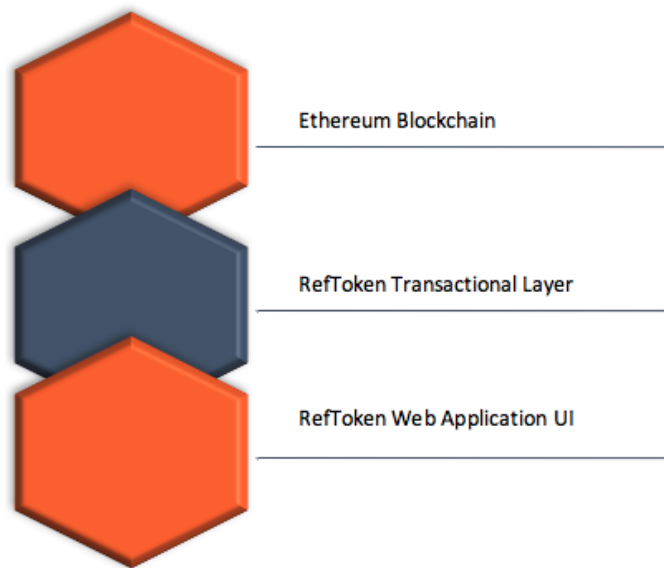 Ethereum Blockchain
RefToken Transactional Layer
RefToken Web Application UI